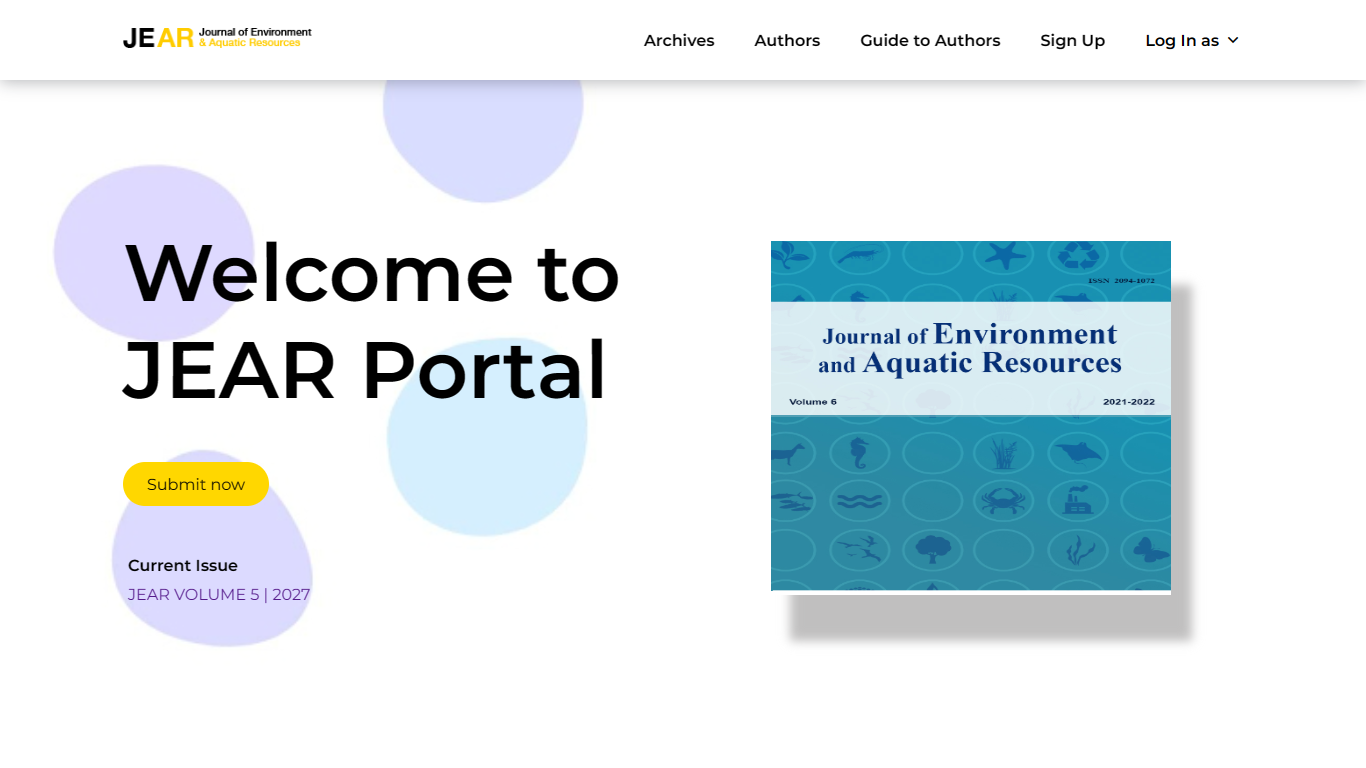 JEAR Journal of Environment
& Aquatic Resources
Archives Authors Guide to Authors Sign Up Log In as
Welcome to
JEAR Portal
Submit now
Current Issue
JEAR VOLUME 5 | 2027
ISSN 2094-1072
Journal of Environment
and Aquatic Resources
Volume 6 2021-2022